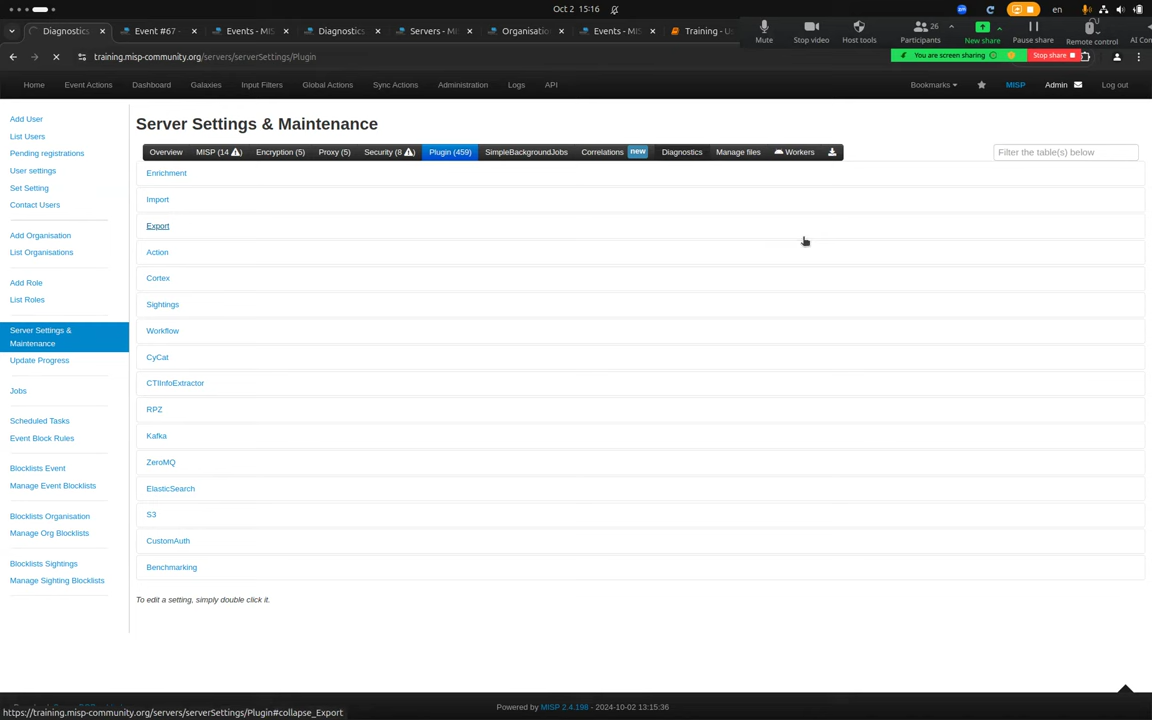 Oct 2 15:16
en
Diagnostics
Event #67 -
Events - MIS
Diagnostics
Servers - Mi
Organisation
Events - MIS
Training - U
Mute
Stop video
26
Participants
Host tools
New share
Pause share
Remote control
AI Con
You are screen sharing
Stop share
training.misp-community.org/servers/serverSettings/Plugin
Home
Event Actions
Dashboard
Galaxies
Input Filters
Global Actions
Sync Actions
Administration
Logs
API
Bookmarks
MISP
Admin
Log out
Add User
List Users
Pending registrations
User settings
Set Setting
Contact Users
Add Organisation
List Organisations
Add Role
List Roles
Server Settings &
Maintenance
Update Progress
Jobs
Scheduled Tasks
Event Block Rules
Blocklists Event
Manage Event Blocklists
Blocklists Organisation
Manage Org Blocklists
Blocklists Sightings
Manage Sighting Blocklists
Server Settings & Maintenance
Overview
MISP (14)
Encryption (5)
Proxy (5)
Security (8)
Plugin (459)
SimpleBackgroundJobs
Correlations new
Diagnostics
Manage files
Workers
Filter the table(s) below
Enrichment
Import
Export
Action
Cortex
Sightings
Workflow
CyCat
CTIInfoExtractor
RPZ
Kafka
ZeroMQ
ElasticSearch
S3
CustomAuth
Benchmarking
To edit a setting, simply double click it.
Powered by MISP 2.4.198 - 2024-10-02 13:15:36
https://training.misp-community.org/servers/serverSettings/Plugin#collapse_Export